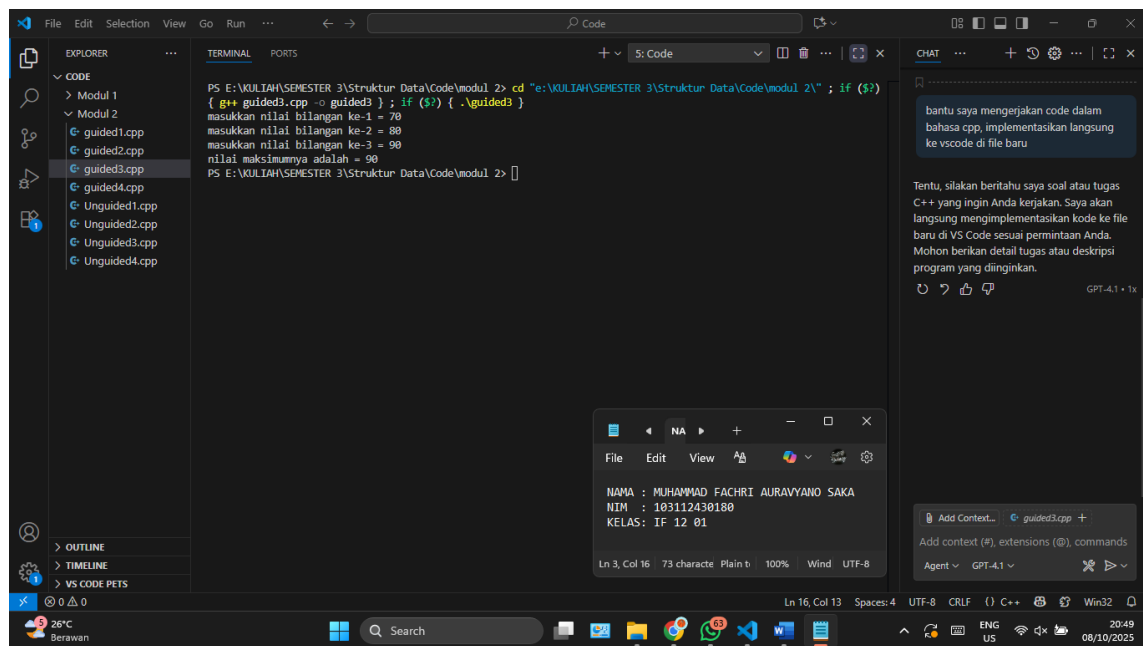 File Edit Selection View Go Run ···
Code
EXPLORER ···
CODE
Modul 1
Modul 2
guided1.cpp
guided2.cpp
guided3.cpp
guided4.cpp
Unguided1.cpp
Unguided2.cpp
Unguided3.cpp
Unguided4.cpp
OUTLINE
TIMELINE
VS CODE PETS
1
TERMINAL PORTS
5: Code
PS E:\KULIAH\SEMESTER 3\Struktur Data\Code\modul 2> cd "e:\KULIAH\SEMESTER 3\Struktur Data\Code\modul 2\" ; if ($?)
{ g++ guided3.cpp -o guided3 } ; if ($?) { .\guided3 }
masukkan nilai bilangan ke-1 = 70
masukkan nilai bilangan ke-2 = 80
masukkan nilai bilangan ke-3 = 90
nilai maksimumnya adalah = 90
PS E:\KULIAH\SEMESTER 3\Struktur Data\Code\modul 2>
CHAT ···
bantu saya mengerjakan code dalam
bahasa cpp, implementasikan langsung
ke vscode di file baru
Tentu, silakan beritahu saya soal atau tugas
C++ yang ingin Anda kerjakan. Saya akan
langsung mengimplementasikan kode ke file
baru di VS Code sesuai permintaan Anda.
Mohon berikan detail tugas atau deskripsi
program yang diinginkan.
GPT-4.1 • 1x
Add Context... guided3.cpp +
Add context (#), extensions (@), commands
Agent GPT-4.1
NA
File Edit View
NAMA : MUHAMMAD FACHRI AURAVYANO SAKA
NIM : 103112430180
KELAS: IF 12 01
Ln 3, Col 16 73 characte Plain t 100% Wind UTF-8
1
0 0
Ln 16, Col 13 Spaces: 4 UTF-8 CRLF {} C++ Win32
5
26°C
Berawan
Search
63
ENG
US
20:49
08/10/2025